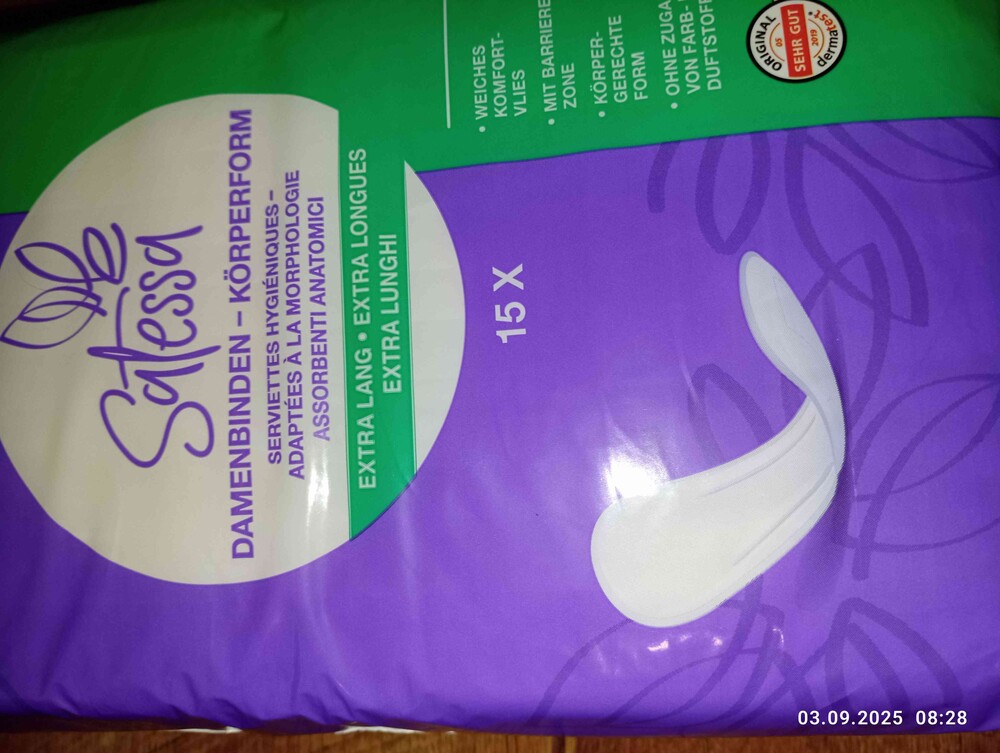 Satessa
DAMENBINDEN – KÖRPERFORM
SERVIETTES HYGIÉNIQUES –
ADAPTÉES À LA MORPHOLOGIE
ASSORBENTI ANATOMICI
EXTRA LANG • EXTRA LONGUES
EXTRA LUNGHI
15 X
• WEICHES
KOMFORT-
VLIES
• MIT BARRIERE
ZONE
• KÖRPER-
GERECHTE
FORM
• OHNE ZUGA
VON FARB-
DUFTSTOFF
ORIGINAL
05
SEHR GUT
2019
dermatest®
03.09.2025 08:28